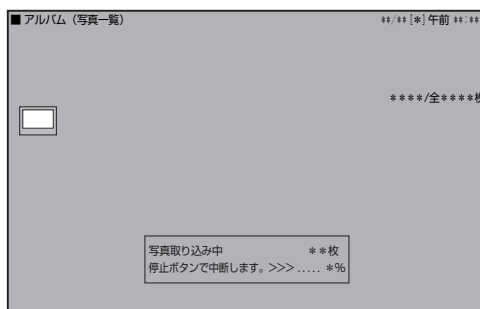 ■ アルバム（写真一覧） **/**[*]午前 **:**
****/全****枚
写真取り込み中 **枚
停止ボタンで中断します。>>>..... *%